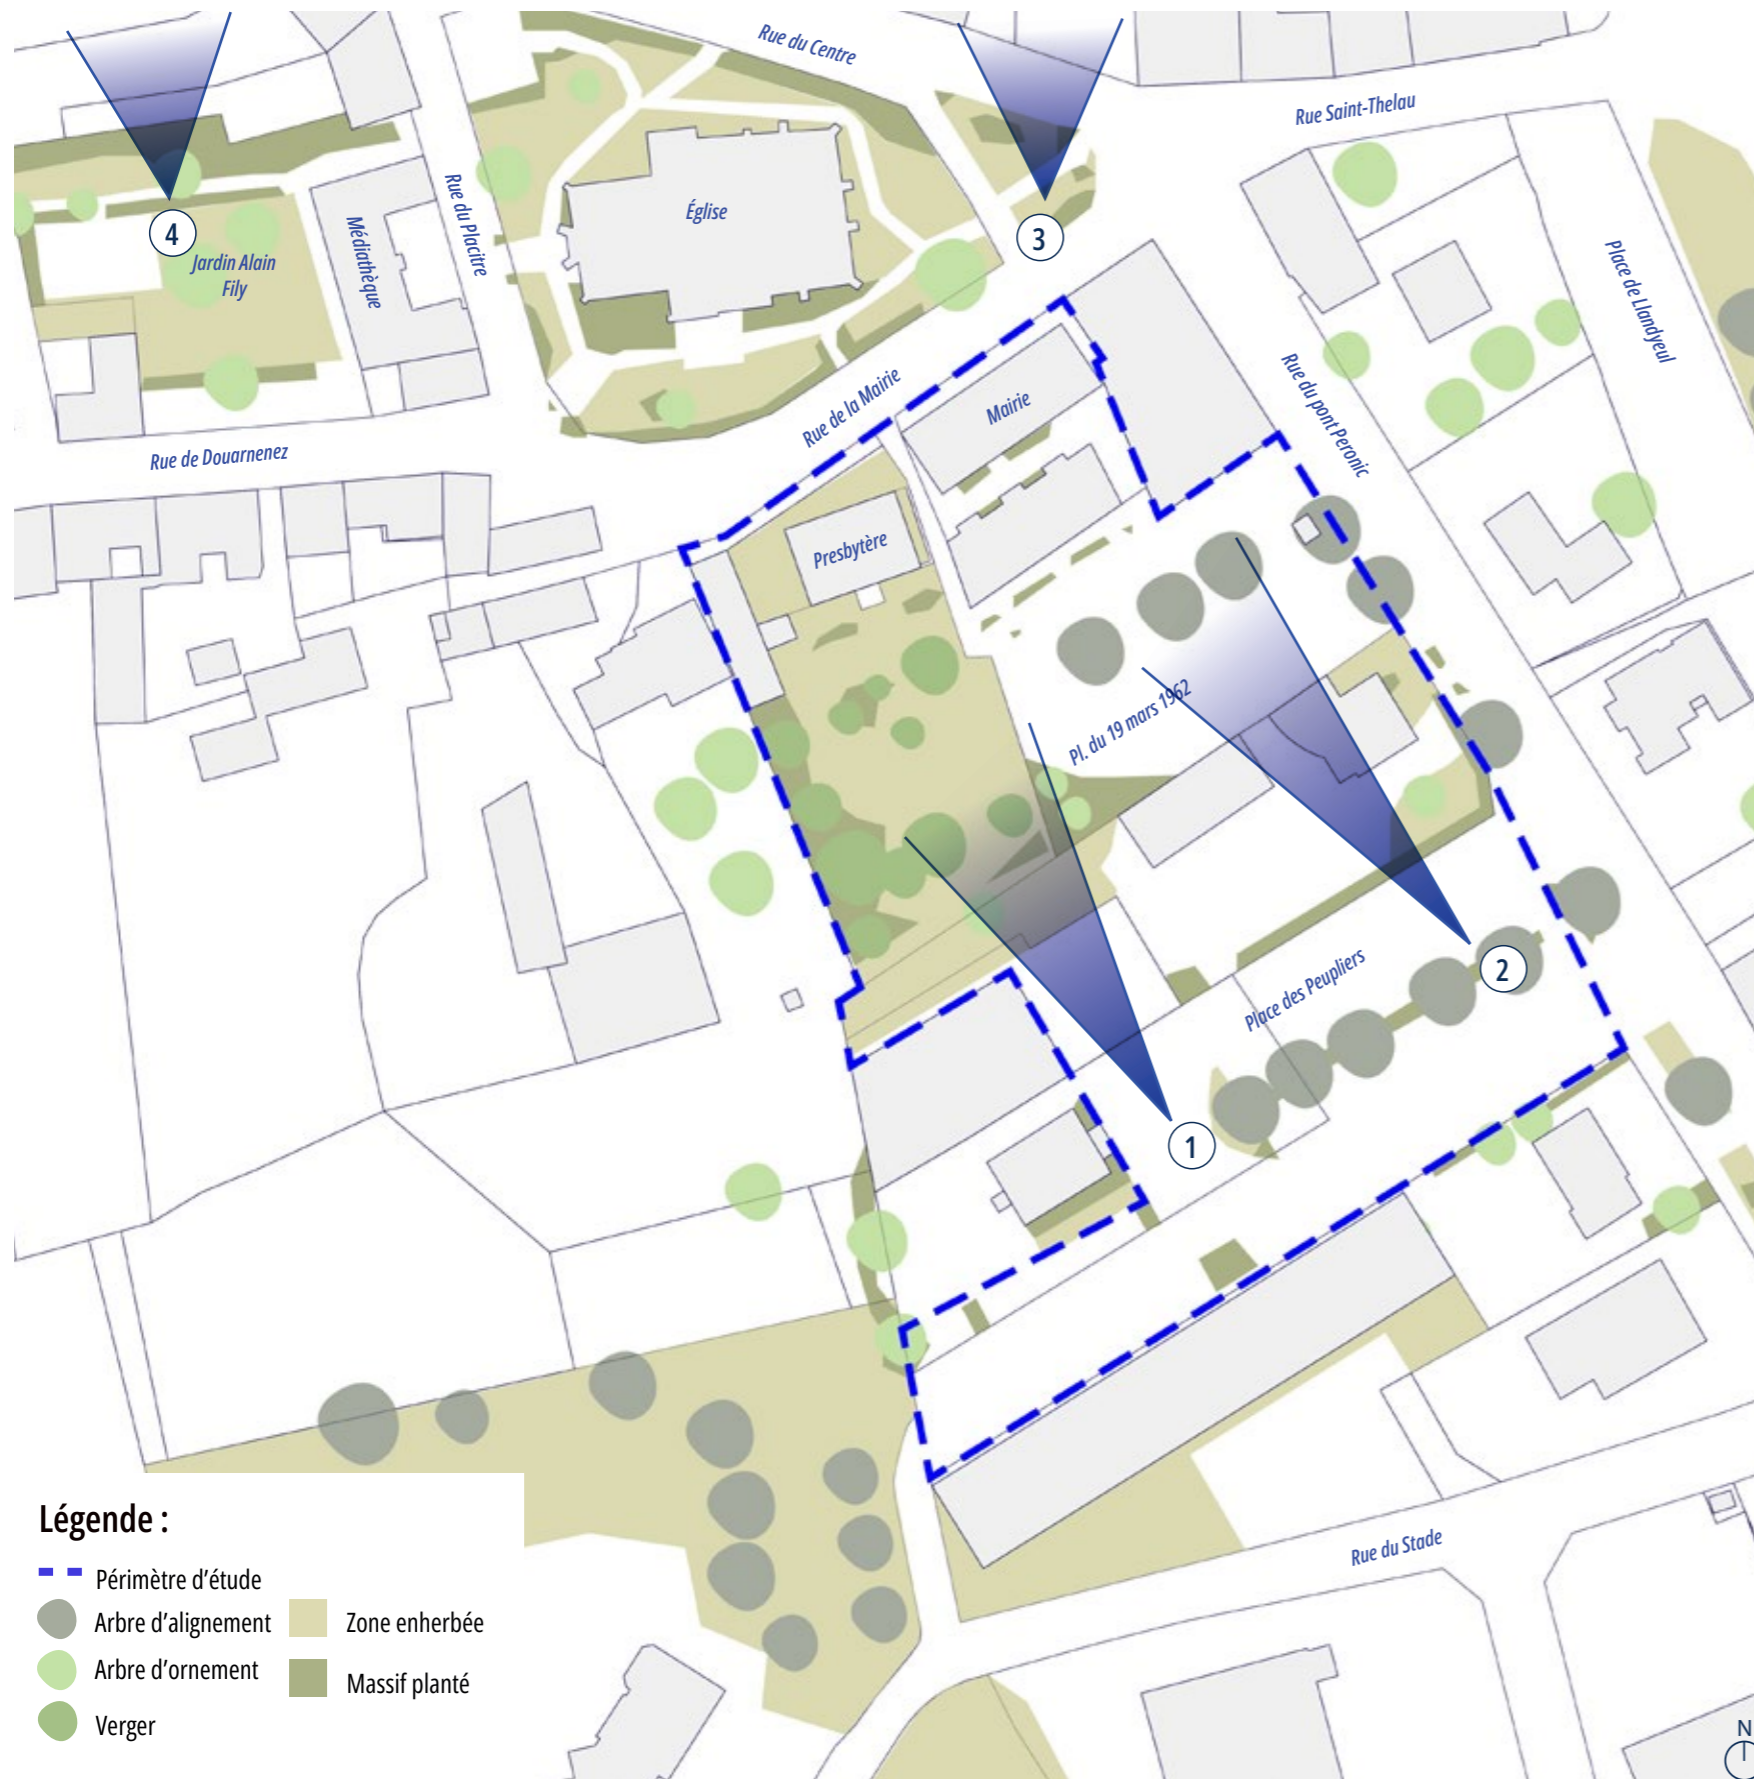 Rue du Centre
Rue Saint-Thelau
Rue du Placitre
Église
Médiathèque
4
Jardin Alain
Fily
3
Place de Llandyeul
Rue du pont Peronic
Rue de la Mairie
Mairie
Rue de Douarnenez
Presbytère
Pl. du 19 mars 1962
Place des Peupliers
2
1
Rue du Stade
Légende :
Périmètre d'étude
Arbre d'alignement
Zone enherbée
Arbre d'ornement
Massif planté
Verger
N